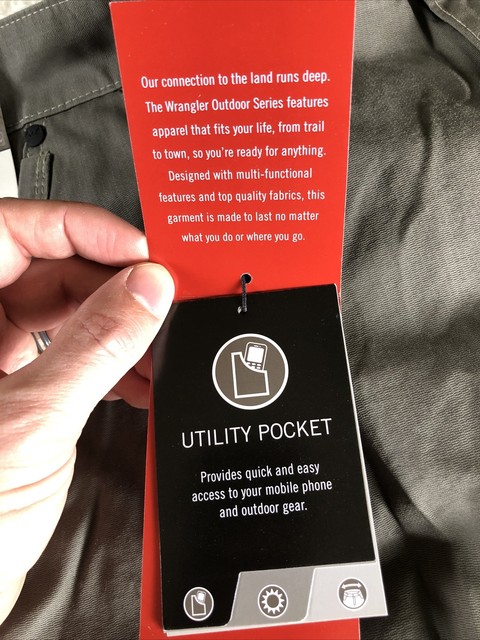 Our connection to the land runs deep.
The Wrangler Outdoor Series features
apparel that fits your life, from trail
to town, so you're ready for anything.
Designed with multi-functional
features and top quality fabrics, this
garment is made to last no matter
what you do or where you go.
UTILITY POCKET
Provides quick and easy
access to your mobile phone
and outdoor gear.